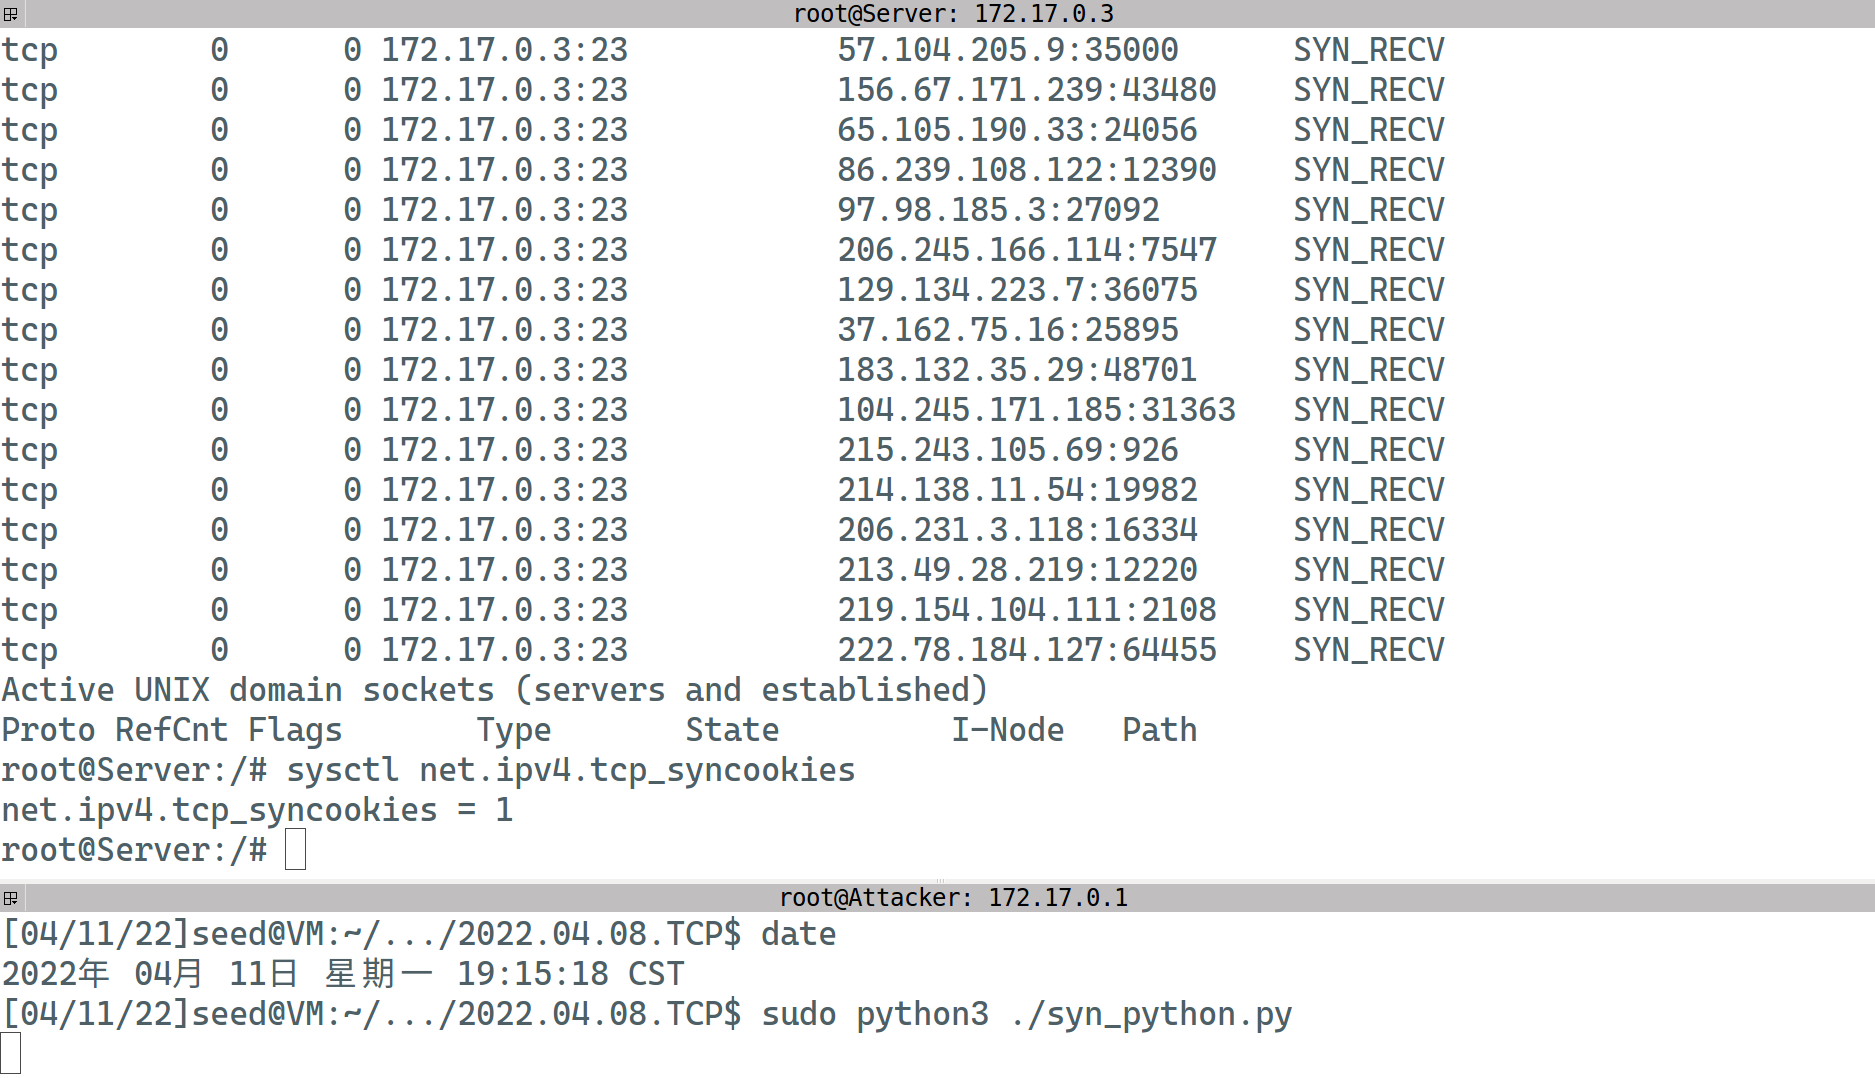 root@Server: 172.17.0.3
tcp        0      0 172.17.0.3:23           57.104.205.9:35000      SYN_RECV
tcp        0      0 172.17.0.3:23           156.67.171.239:43480    SYN_RECV
tcp        0      0 172.17.0.3:23           65.105.190.33:24056     SYN_RECV
tcp        0      0 172.17.0.3:23           86.239.108.122:12390    SYN_RECV
tcp        0      0 172.17.0.3:23           97.98.185.3:27092       SYN_RECV
tcp        0      0 172.17.0.3:23           206.245.166.114:7547    SYN_RECV
tcp        0      0 172.17.0.3:23           129.134.223.7:36075     SYN_RECV
tcp        0      0 172.17.0.3:23           37.162.75.16:25895      SYN_RECV
tcp        0      0 172.17.0.3:23           183.132.35.29:48701     SYN_RECV
tcp        0      0 172.17.0.3:23           104.245.171.185:31363   SYN_RECV
tcp        0      0 172.17.0.3:23           215.243.105.69:926      SYN_RECV
tcp        0      0 172.17.0.3:23           214.138.11.54:19982     SYN_RECV
tcp        0      0 172.17.0.3:23           206.231.3.118:16334     SYN_RECV
tcp        0      0 172.17.0.3:23           213.49.28.219:12220     SYN_RECV
tcp        0      0 172.17.0.3:23           219.154.104.111:2108    SYN_RECV
tcp        0      0 172.17.0.3:23           222.78.184.127:64455    SYN_RECV
Active UNIX domain sockets (servers and established)
Proto RefCnt Flags       Type       State         I-Node   Path
root@Server:/# sysctl net.ipv4.tcp_syncookies
net.ipv4.tcp_syncookies = 1
root@Server:/#
root@Attacker: 172.17.0.1
[04/11/22]seed@VM:~/.../2022.04.08.TCP$ date
2022年 04月 11日 星期一 19:15:18 CST
[04/11/22]seed@VM:~/.../2022.04.08.TCP$ sudo python3 ./syn_python.py